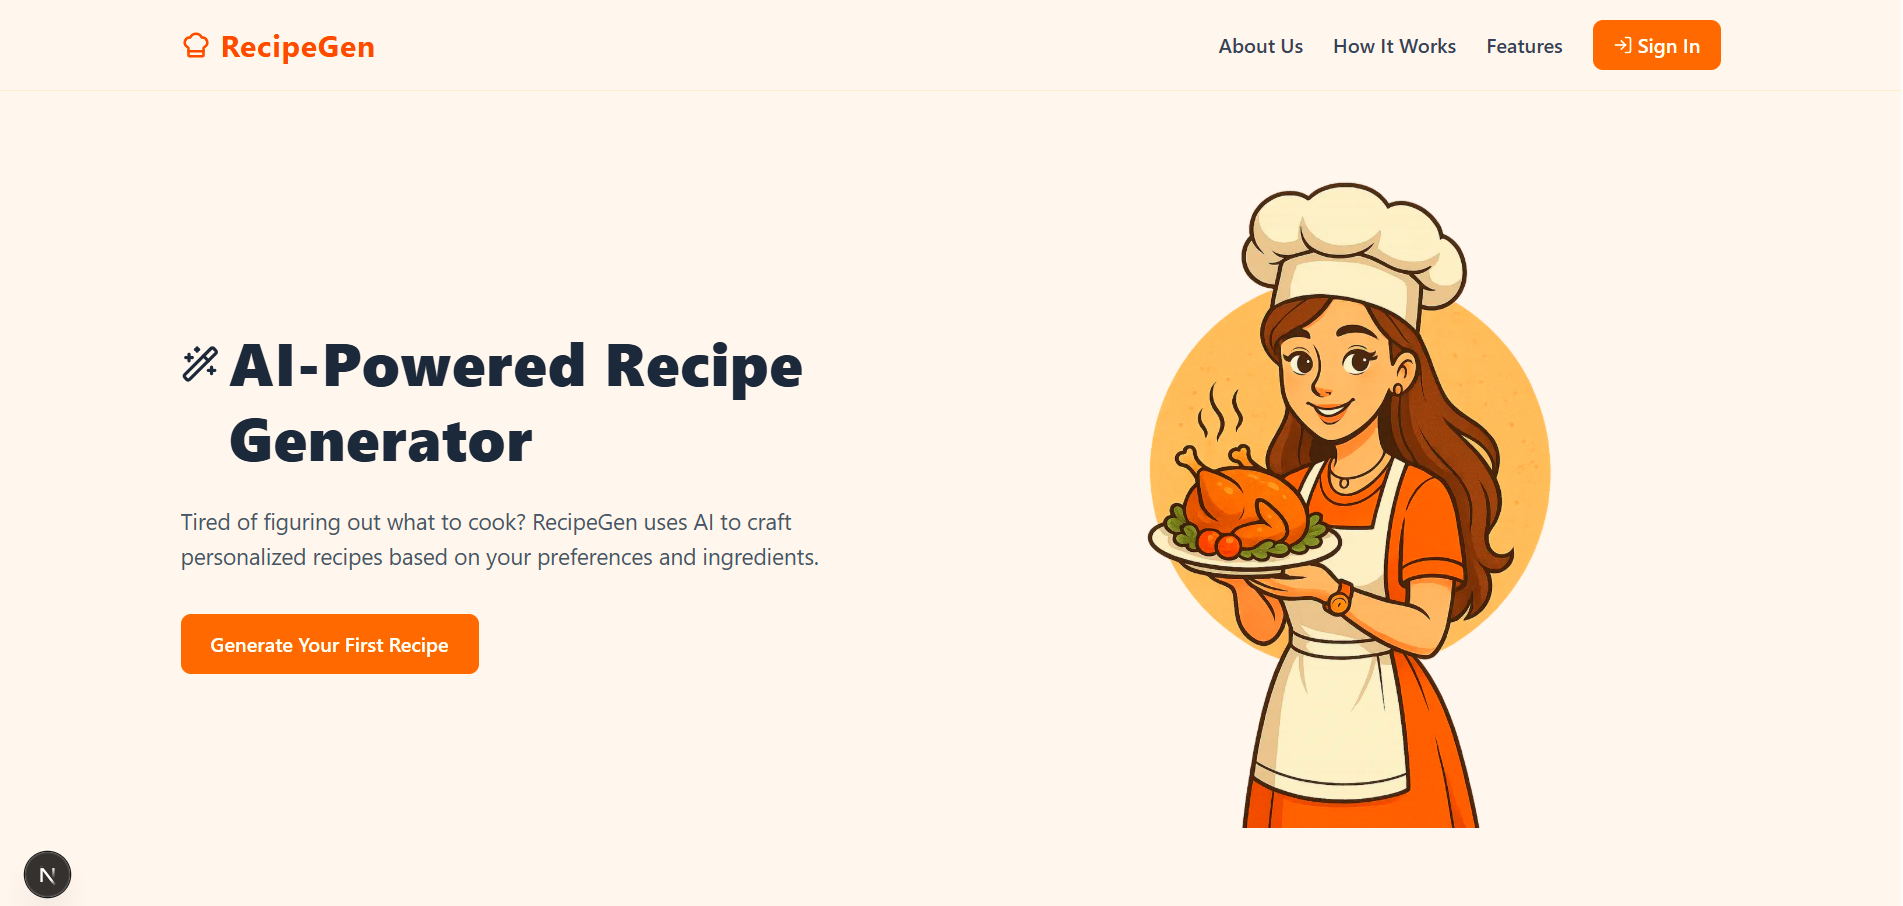 RecipeGen
About Us
How It Works
Features
Sign In
AI-Powered Recipe
Generator
Tired of figuring out what to cook? RecipeGen uses AI to craft
personalized recipes based on your preferences and ingredients.
Generate Your First Recipe
N